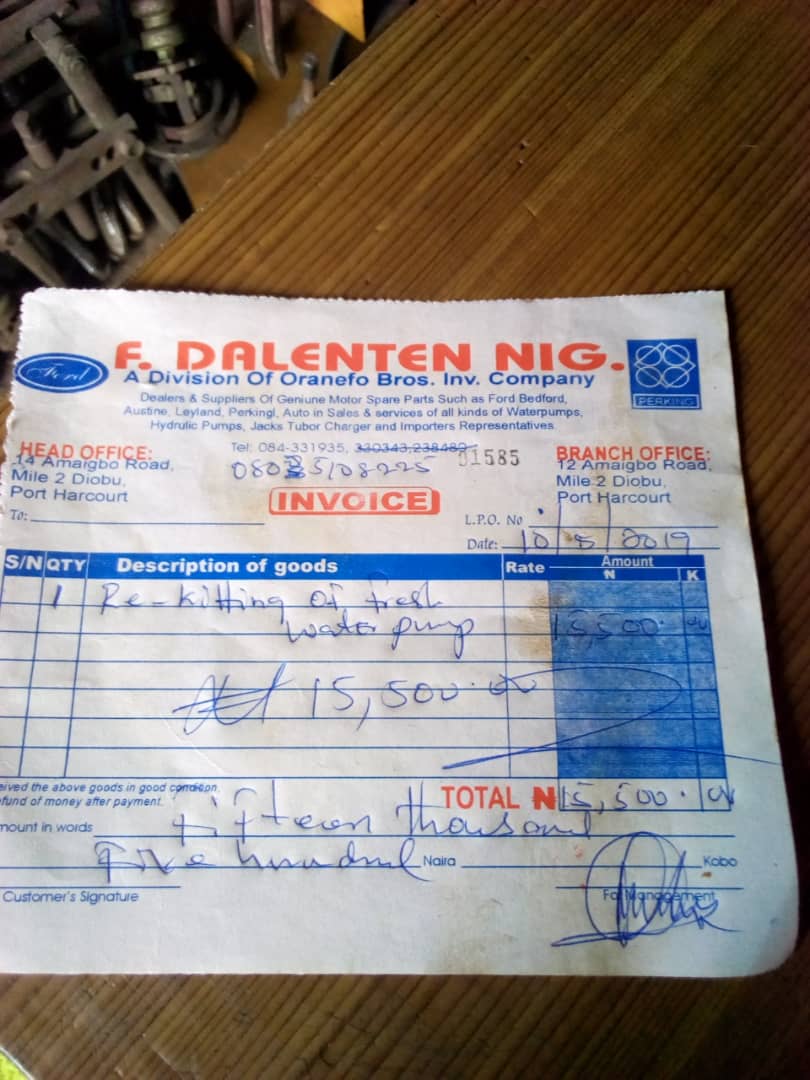 Ford
F. DALENTEN NIG.
A Division Of Oranefo Bros. Inv. Company
PERKING
Dealers & Suppliers Of Geniune Motor Spare Parts Such as Ford Bedford,
Austine, Leyland, Perkingl, Auto in Sales & services of all kinds of Waterpumps,
Hydrulic Pumps, Jacks Tubor Charger and Importers Representatives.
HEAD OFFICE:
14 Amaigbo Road,
Mile 2 Diobu,
Port Harcourt
Tel: 084-331935, 330343,238482
01585
BRANCH OFFICE:
12 Amaigbo Road,
Mile 2 Diobu,
Port Harcourt
INVOICE
To:
L.P.O. No
Date: 10/5/2019
S/N QTY Description of goods Rate Amount
₦ K
1 Re-kitting of fresh
water pump 15,500.00
15,500.00
eived the above goods in good condition.
efund of money after payment.
TOTAL ₦ 15,500.00
mount in words Fifteen thousand
Five hundred Naira Kobo
Customer's Signature
For Management